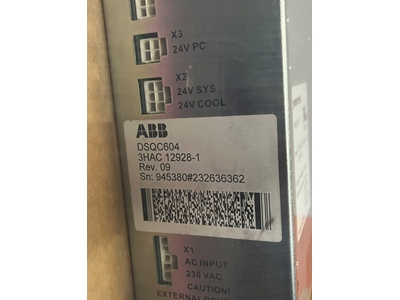 X3
24V PC
X2
24V SYS
24V COOL
ABB
DSQC604
3HAC 12928-1
Rev. 09
Sn: 945380#232636362
X1
AC INPUT
230 VAC
CAUTION!